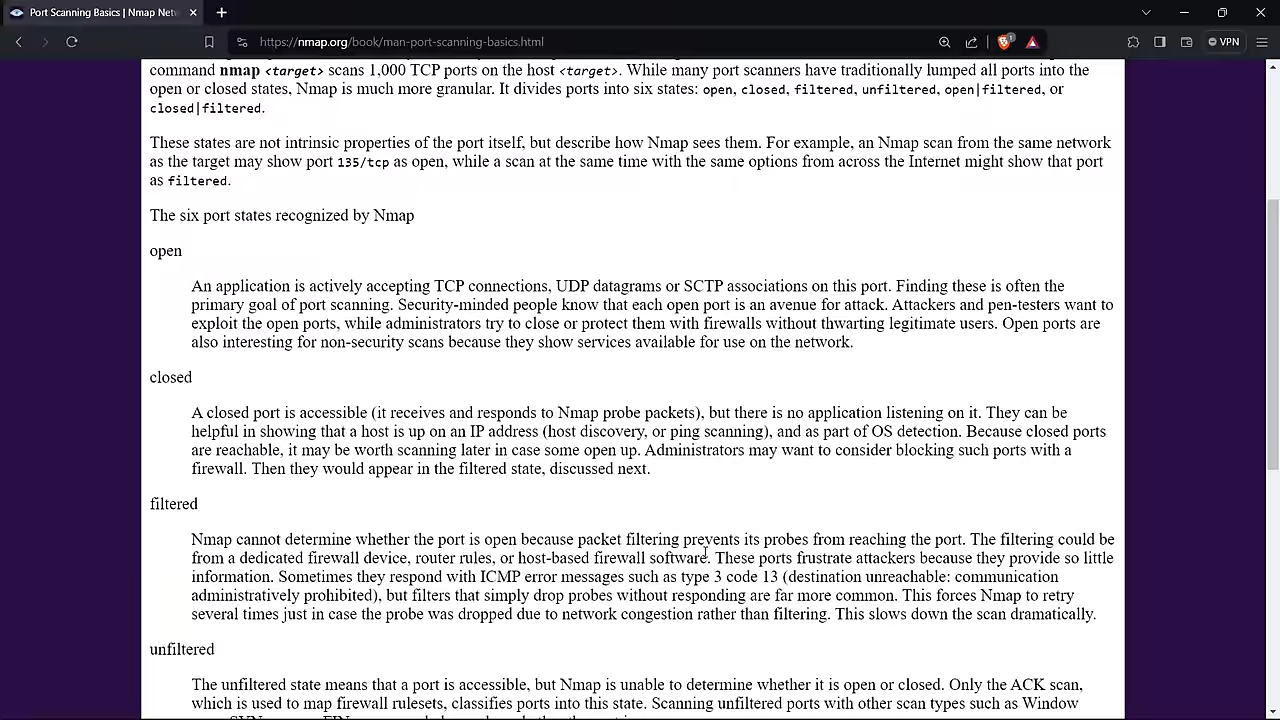 Port Scanning Basics | Nmap Netw
https://nmap.org/book/man-port-scanning-basics.html
1
VPN
command nmap <target> scans 1,000 TCP ports on the host <target>. While many port scanners have traditionally lumped all ports into the
open or closed states, Nmap is much more granular. It divides ports into six states: open, closed, filtered, unfiltered, open|filtered, or
closed|filtered.
These states are not intrinsic properties of the port itself, but describe how Nmap sees them. For example, an Nmap scan from the same network
as the target may show port 135/tcp as open, while a scan at the same time with the same options from across the Internet might show that port
as filtered.
The six port states recognized by Nmap
open
An application is actively accepting TCP connections, UDP datagrams or SCTP associations on this port. Finding these is often the
primary goal of port scanning. Security-minded people know that each open port is an avenue for attack. Attackers and pen-testers want to
exploit the open ports, while administrators try to close or protect them with firewalls without thwarting legitimate users. Open ports are
also interesting for non-security scans because they show services available for use on the network.
closed
A closed port is accessible (it receives and responds to Nmap probe packets), but there is no application listening on it. They can be
helpful in showing that a host is up on an IP address (host discovery, or ping scanning), and as part of OS detection. Because closed ports
are reachable, it may be worth scanning later in case some open up. Administrators may want to consider blocking such ports with a
firewall. Then they would appear in the filtered state, discussed next.
filtered
Nmap cannot determine whether the port is open because packet filtering prevents its probes from reaching the port. The filtering could be
from a dedicated firewall device, router rules, or host-based firewall software. These ports frustrate attackers because they provide so little
information. Sometimes they respond with ICMP error messages such as type 3 code 13 (destination unreachable: communication
administratively prohibited), but filters that simply drop probes without responding are far more common. This forces Nmap to retry
several times just in case the probe was dropped due to network congestion rather than filtering. This slows down the scan dramatically.
unfiltered
The unfiltered state means that a port is accessible, but Nmap is unable to determine whether it is open or closed. Only the ACK scan,
which is used to map firewall rulesets, classifies ports into this state. Scanning unfiltered ports with other scan types such as Window